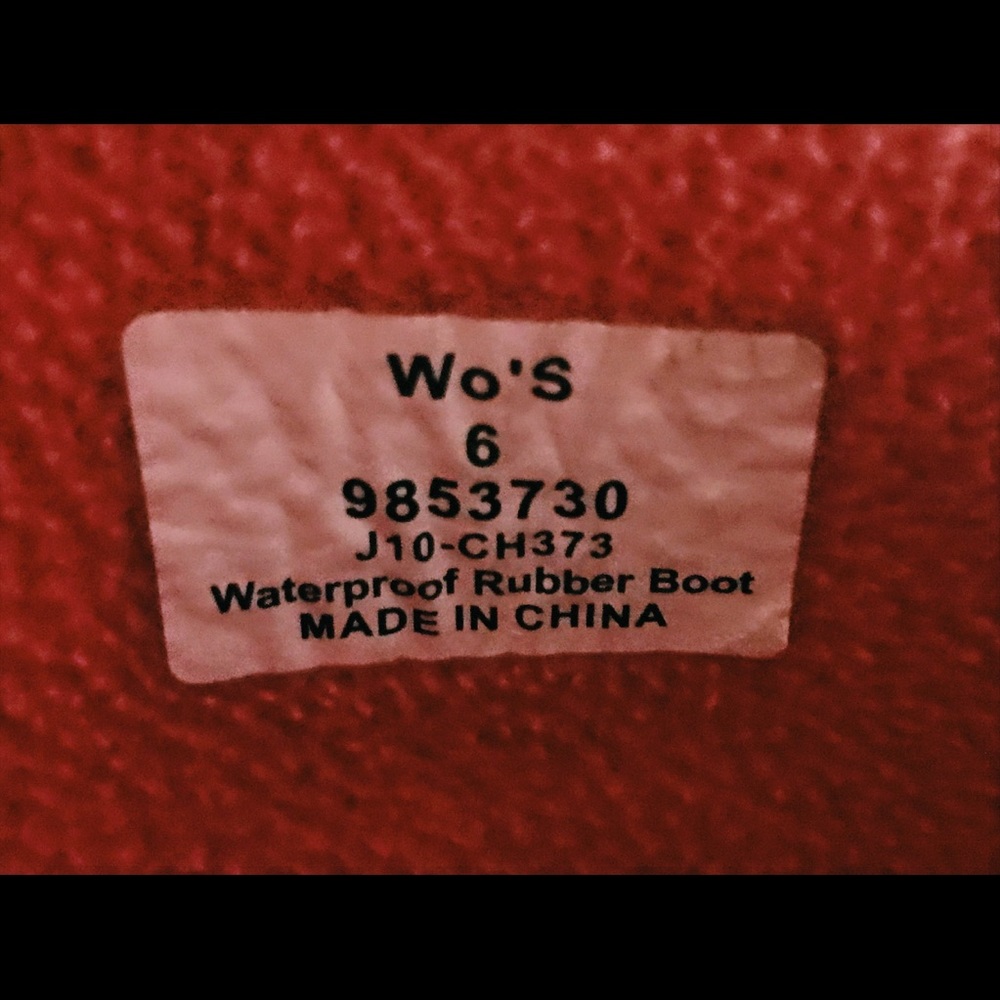 Wo'S
6
9853730
J10-CH373
Waterproof Rubber Boot
MADE IN CHINA